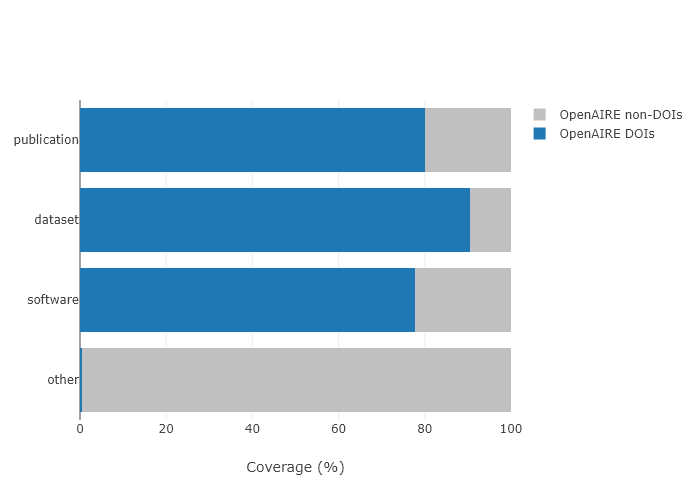 OpenAIRE non-DOIs
OpenAIRE DOIs
publication
dataset
software
other
0 20 40 60 80 100
Coverage (%)